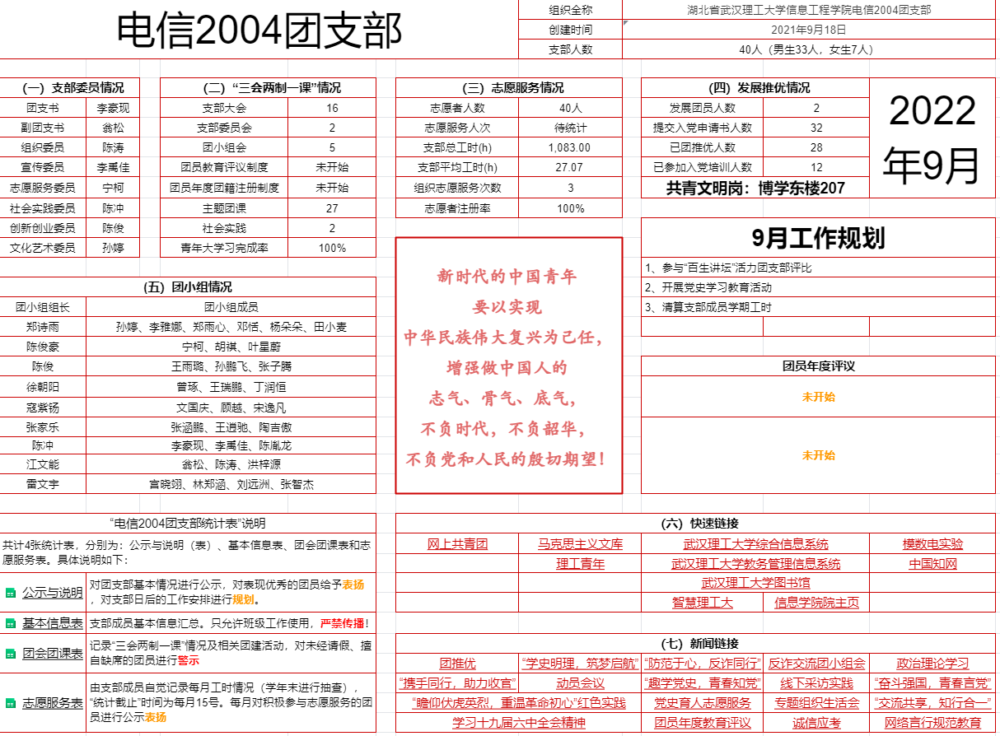 电信2004团支部
组织全称 湖北省武汉理工大学信息工程学院电信2004团支部
创建时间 2021年9月18日
支部人数 40人（男生33人，女生7人）
（一）支部委员情况
团支书 李豪现
副团支书 翁松
组织委员 陈涛
宣传委员 李禹佳
志愿服务委员 宁柯
社会实践委员 陈冲
创新创业委员 陈俊
文化艺术委员 孙婷
（二）“三会两制一课”情况
支部大会 16
支部委员会 2
团小组会 5
团员教育评议制度 未开始
团员年度团籍注册制度 未开始
主题团课 27
社会实践 2
青年大学习完成率 100%
（三）志愿服务情况
志愿者人数 40人
志愿服务人次 待统计
支部总工时(h) 1,083.00
支部平均工时(h) 27.07
组织志愿服务次数 3
志愿者注册率 100%
（四）发展推优情况
发展团员人数 2
提交入党申请书人数 32
已团推优人数 28
已参加入党培训人数 12
共青文明岗：博学东楼207
2022
年9月
9月工作规划
1、参与“百生讲坛”活力团支部评比
2、开展党史学习教育活动
3、清算支部成员学期工时
（五）团小组情况
团小组组长 团小组成员
郑诗雨 孙婷、李雅娜、郑雨心、邓恬、杨朵朵、田小麦
陈俊豪 宁柯、胡祺、叶星蔚
陈俊 王雨璐、孙鹏飞、张子腾
徐朝阳 曾琢、王瑞鹏、丁润恒
寇紫钖 文国庆、顾越、宋逸凡
张家乐 张涵鹏、王逍驰、陶吉傲
陈冲 李豪现、李禹佳、陈胤龙
江文能 翁松、陈涛、洪梓源
雷文宇 宫晓翊、林郑涵、刘远洲、张智杰
新时代的中国青年
要以实现
中华民族伟大复兴为己任，
增强做中国人的
志气、骨气、底气，
不负时代，不负韶华，
不负党和人民的殷切期望！
团员年度评议
未开始
未开始
“电信2004团支部统计表”说明
共计4张统计表，分别为：公示与说明（表）、基本信息表、团会团课表和志
愿服务表。具体说明如下：
公示与说明 对团支部基本情况进行公示，对表现优秀的团员给予表扬
，对支部日后的工作安排进行规划。
基本信息表 支部成员基本信息汇总。只允许班级工作使用，严禁传播！
团会团课表 记录“三会两制一课”情况及相关团建活动，对未经请假、擅
自缺席的团员进行警示
志愿服务表 由支部成员自觉记录每月工时情况（学年末进行抽查），
“统计截止”时间为每月15号。每月对积极参与志愿服务的团
员进行公示表扬
（六）快速链接
网上共青团 马克思主义文库 武汉理工大学综合信息系统 模数电实验
理工青年 武汉理工大学教务管理信息系统 中国知网
武汉理工大学图书馆
智慧理工大 信息学院院主页
（七）新闻链接
团推优 “学史明理，筑梦启航” “防范于心，反诈同行” 反诈交流团小组会 政治理论学习
“携手同行，助力收官” 动员会议 “趣学党史，青春知党” 线下采访实践 “奋斗强国，青春言党”
“瞻仰伏虎英烈，重温革命初心”红色实践 党史育人志愿服务 专题组织生活会 “交流共享，知行合一”
学习十九届六中全会精神 团员年度教育评议 诚信应考 网络言行规范教育